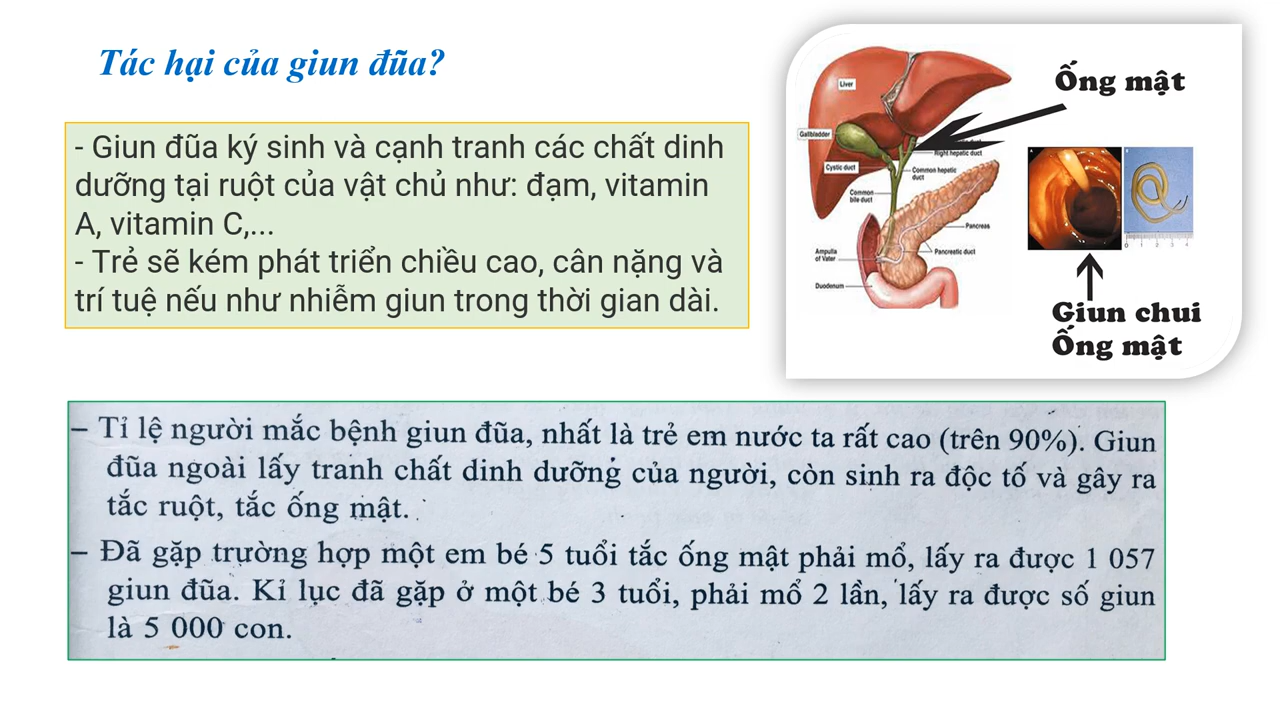 Tác hại của giun đũa?
- Giun đũa ký sinh và cạnh tranh các chất dinh
dưỡng tại ruột của vật chủ như: đạm, vitamin
A, vitamin C,...
- Trẻ sẽ kém phát triển chiều cao, cân nặng và
trí tuệ nếu như nhiễm giun trong thời gian dài.
Ống mật
Liver
Gallbladder
Right hepatic duct
Cystic duct
Common hepatic
duct
Common
bile duct
Pancreas
Ampulla
of Vater
Pancreatic duct
Duodenum
0 1 2 3 4
Giun chui
Ống mật
– Tỉ lệ người mắc bệnh giun đũa, nhất là trẻ em nước ta rất cao (trên 90%). Giun
đũa ngoài lấy tranh chất dinh dưỡng của người, còn sinh ra độc tố và gây ra
tắc ruột, tắc ống mật.
– Đã gặp trường hợp một em bé 5 tuổi tắc ống mật phải mổ, lấy ra được 1 057
giun đũa. Kỉ lục đã gặp ở một bé 3 tuổi, phải mổ 2 lần, lấy ra được số giun
là 5 000 con.